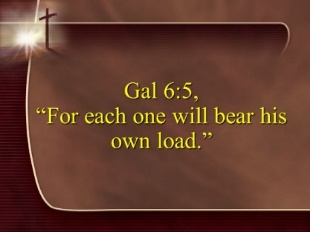 Gal 6:5,
“For each one will bear his
own load.”